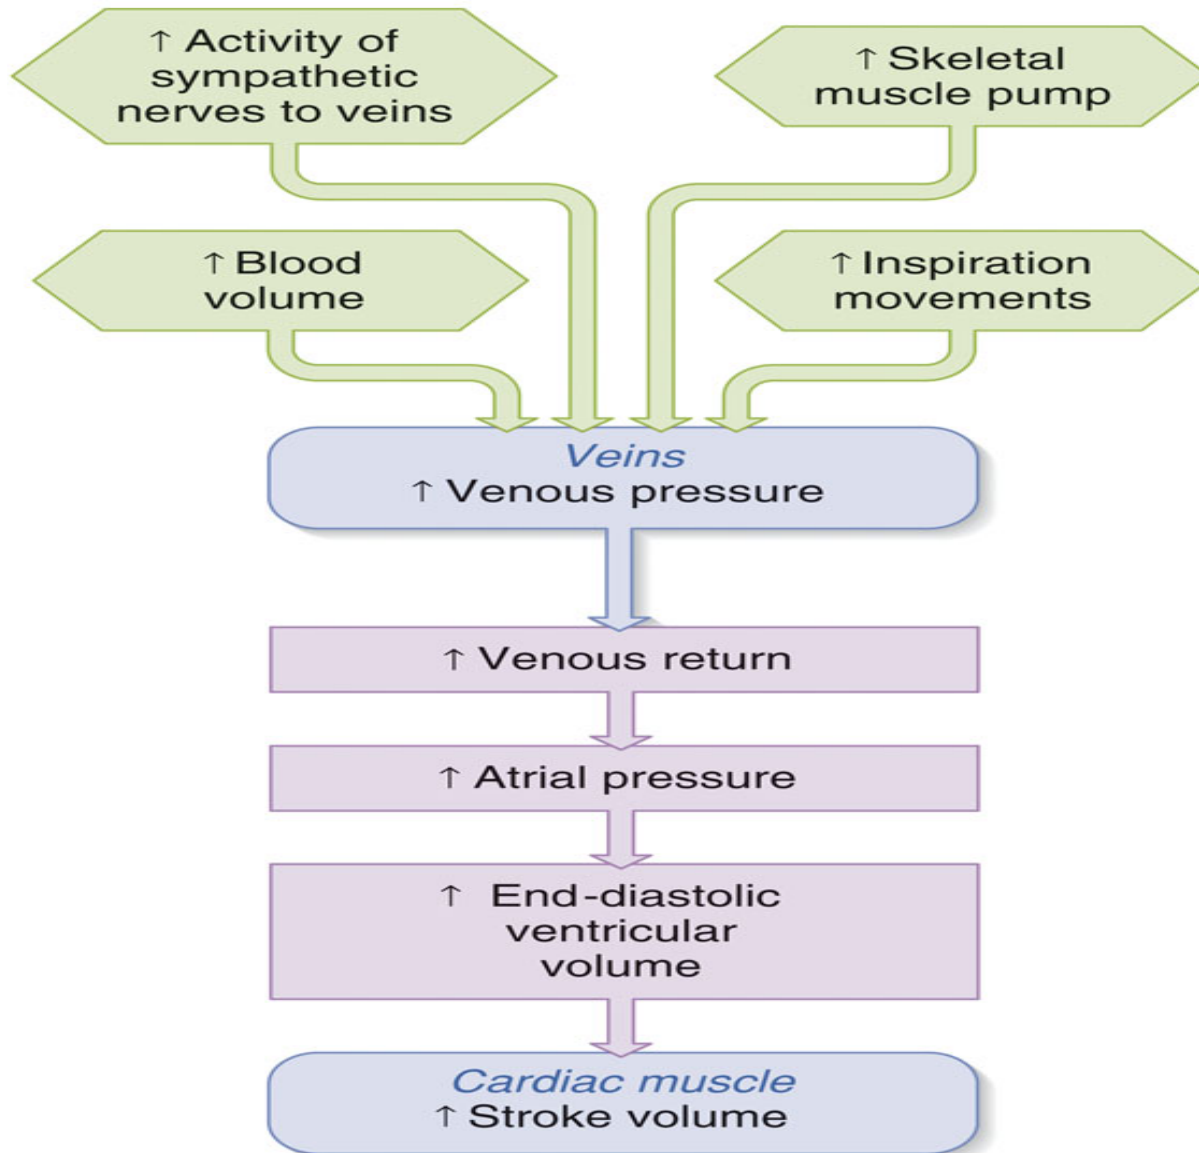 ↑ Activity of
sympathetic
nerves to veins
↑ Skeletal
muscle pump
↑ Blood
volume
↑ Inspiration
movements
Veins
↑ Venous pressure
↑ Venous return
↑ Atrial pressure
↑ End-diastolic
ventricular
volume
Cardiac muscle
↑ Stroke volume